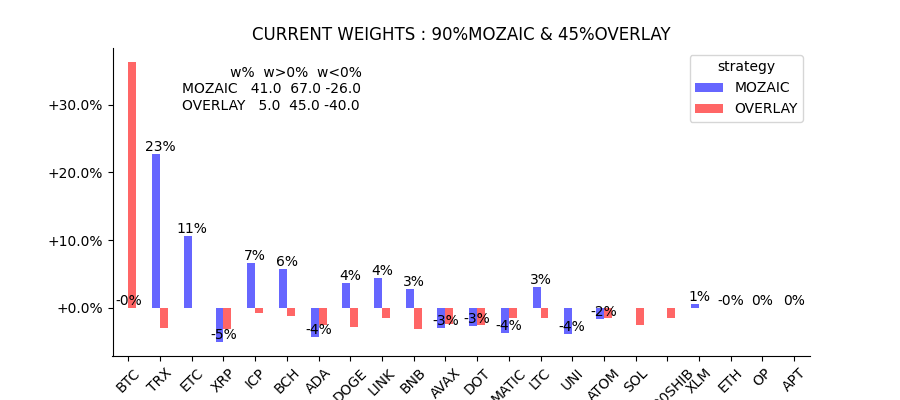 CURRENT WEIGHTS : 90%MOZAIC & 45%OVERLAY
w% w>0% w<0%
MOZAIC 41.0 67.0 -26.0
OVERLAY 5.0 45.0 -40.0
strategy
MOZAIC
OVERLAY
+30.0%
+20.0%
+10.0%
+0.0%
-0%
23%
11%
-5%
7%
6%
-4%
4%
4%
3%
-3%
-3%
-4%
3%
-4%
-2%
1%
-0%
0%
0%
BTC
TRX
ETC
XRP
ICP
BCH
ADA
DOGE
LINK
BNB
AVAX
DOT
MATIC
LTC
UNI
ATOM
SOL
XLM
ETH
OP
APT